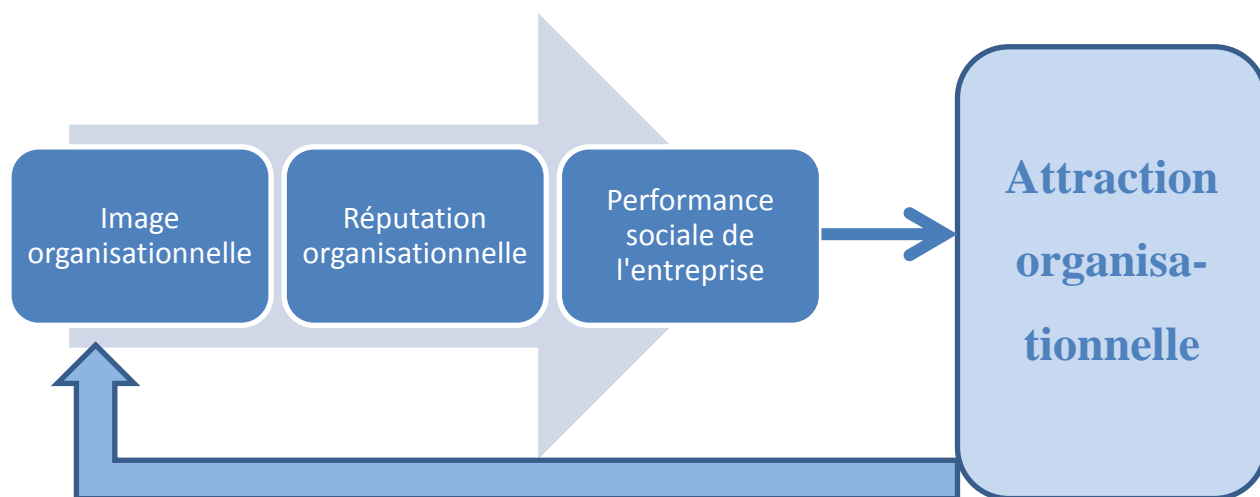 Image
organisationnelle
Réputation
organisationnelle
Performance
sociale de
l'entreprise
Attraction
organisa-
tionnelle